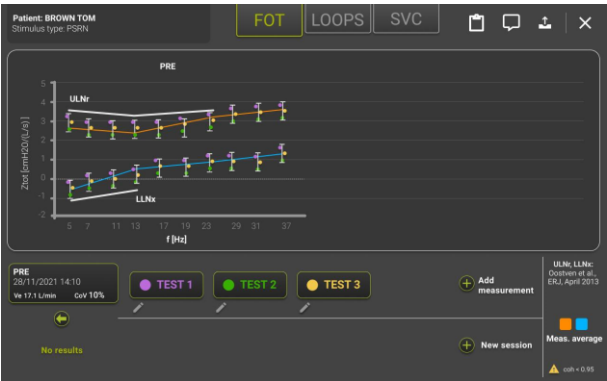 Patient: BROWN TOM
Stimulus type: PSRN
FOT
LOOPS
SVC
PRE
ULNr
Ztot [cmH2O/(L/s)]
5
4
3
2
1
0
-1
-2
LLNx
5 7 11 13 17 19 23 29 31 37
f [Hz]
PRE
28/11/2021 14:10
Ve 17.1 L/min CoV 10%
TEST 1
TEST 2
TEST 3
Add
measurement
No results
New session
ULNr, LLNx:
Oostven et al.,
ERJ, April 2013
Meas. average
coh < 0.95